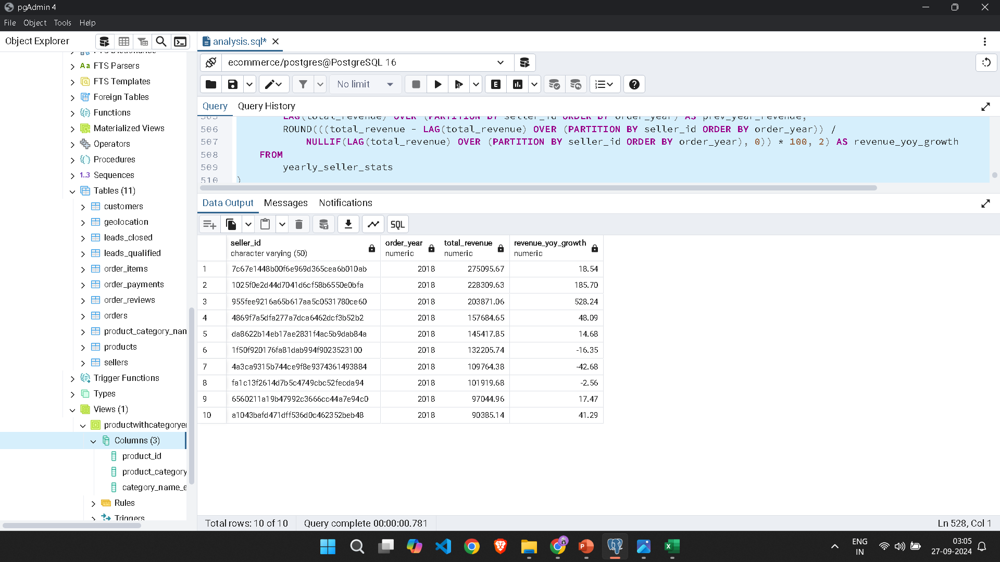 pgAdmin 4
File Object Tools Help
Object Explorer
FTS Dictionaries
Aa FTS Parsers
FTS Templates
Foreign Tables
Functions
Materialized Views
Operators
Procedures
1..3 Sequences
Tables (11)
customers
geolocation
leads_closed
leads_qualified
order_items
order_payments
order_reviews
orders
product_category_nan
products
sellers
Trigger Functions
Types
Views (1)
productwithcategoryer
Columns (3)
product_id
product_category
category_name_e
Rules
Triggers
analysis.sql*
ecommerce/postgres@PostgreSQL 16
No limit
E
Query Query History
505 LAG(total_revenue) OVER (PARTITION BY seller_id ORDER BY order_year) AS prev_year_revenue,
506 ROUND(((total_revenue - LAG(total_revenue) OVER (PARTITION BY seller_id ORDER BY order_year)) /
507 NULLIF(LAG(total_revenue) OVER (PARTITION BY seller_id ORDER BY order_year), 0)) * 100, 2) AS revenue_yoy_growth
508 FROM
509 yearly_seller_stats
510 )
Data Output Messages Notifications
SQL
seller_id order_year total_revenue revenue_yoy_growth
character varying (50) numeric numeric numeric
1 7c67e1448b00f6e969d365cea6b010ab 2018 275095.67 18.54
2 1025f0e2d44d7041d6cf58b6550e0bfa 2018 228309.63 185.70
3 955fee9216a65b617aa5c0531780ce60 2018 203871.06 528.24
4 4869f7a5dfa277a7dca6462dcf3b52b2 2018 157684.65 48.09
5 da8622b14eb17ae2831f4ac5b9dab84a 2018 145417.85 14.68
6 1f50f920176fa81dab994f9023523100 2018 132205.74 -16.35
7 4a3ca9315b744ce9f8e9374361493884 2018 109764.38 -42.68
8 fa1c13f2614d7b5c4749cbc52fecda94 2018 101919.68 -2.56
9 6560211a19b47992c3666cc44a7e94c0 2018 97044.96 17.47
10 a1043bafd471dff536d0c462352beb48 2018 90385.14 41.29
Total rows: 10 of 10 Query complete 00:00:00.781 Ln 528, Col 1
ENG
IN
03:05
27-09-2024